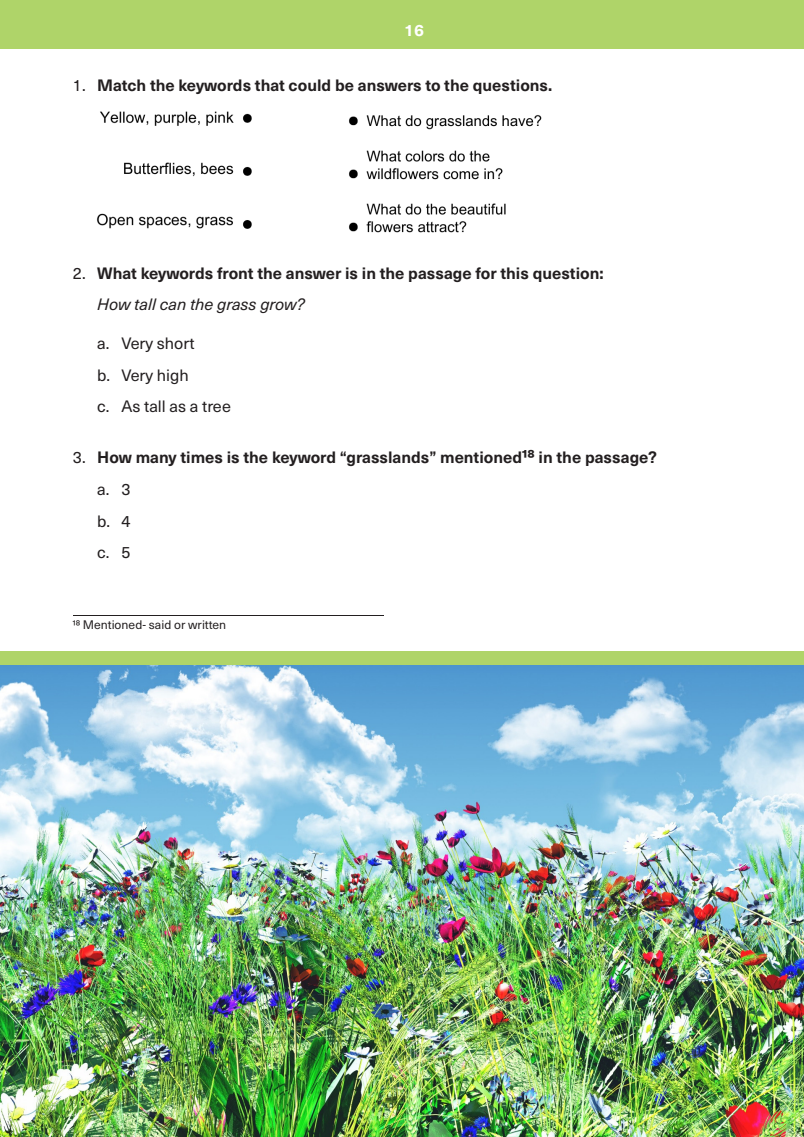 16
1. Match the keywords that could be answers to the questions.
Yellow, purple, pink ● ● What do grasslands have?
Butterflies, bees ● ● What colors do the
wildflowers come in?
Open spaces, grass ● ● What do the beautiful
flowers attract?
2. What keywords front the answer is in the passage for this question:
How tall can the grass grow?
a. Very short
b. Very high
c. As tall as a tree
3. How many times is the keyword “grasslands” mentioned¹⁸ in the passage?
a. 3
b. 4
c. 5
¹⁸ Mentioned- said or written